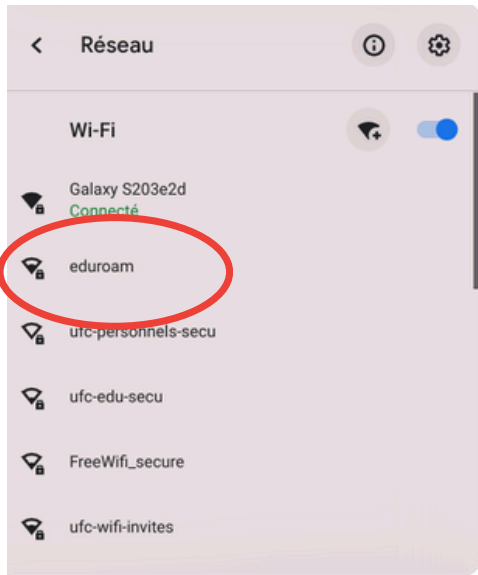 Réseau
Wi-Fi
Galaxy S203e2d
Connecté
eduroam
ufc-personnels-secu
ufc-edu-secu
FreeWifi_secure
ufc-wifi-invites